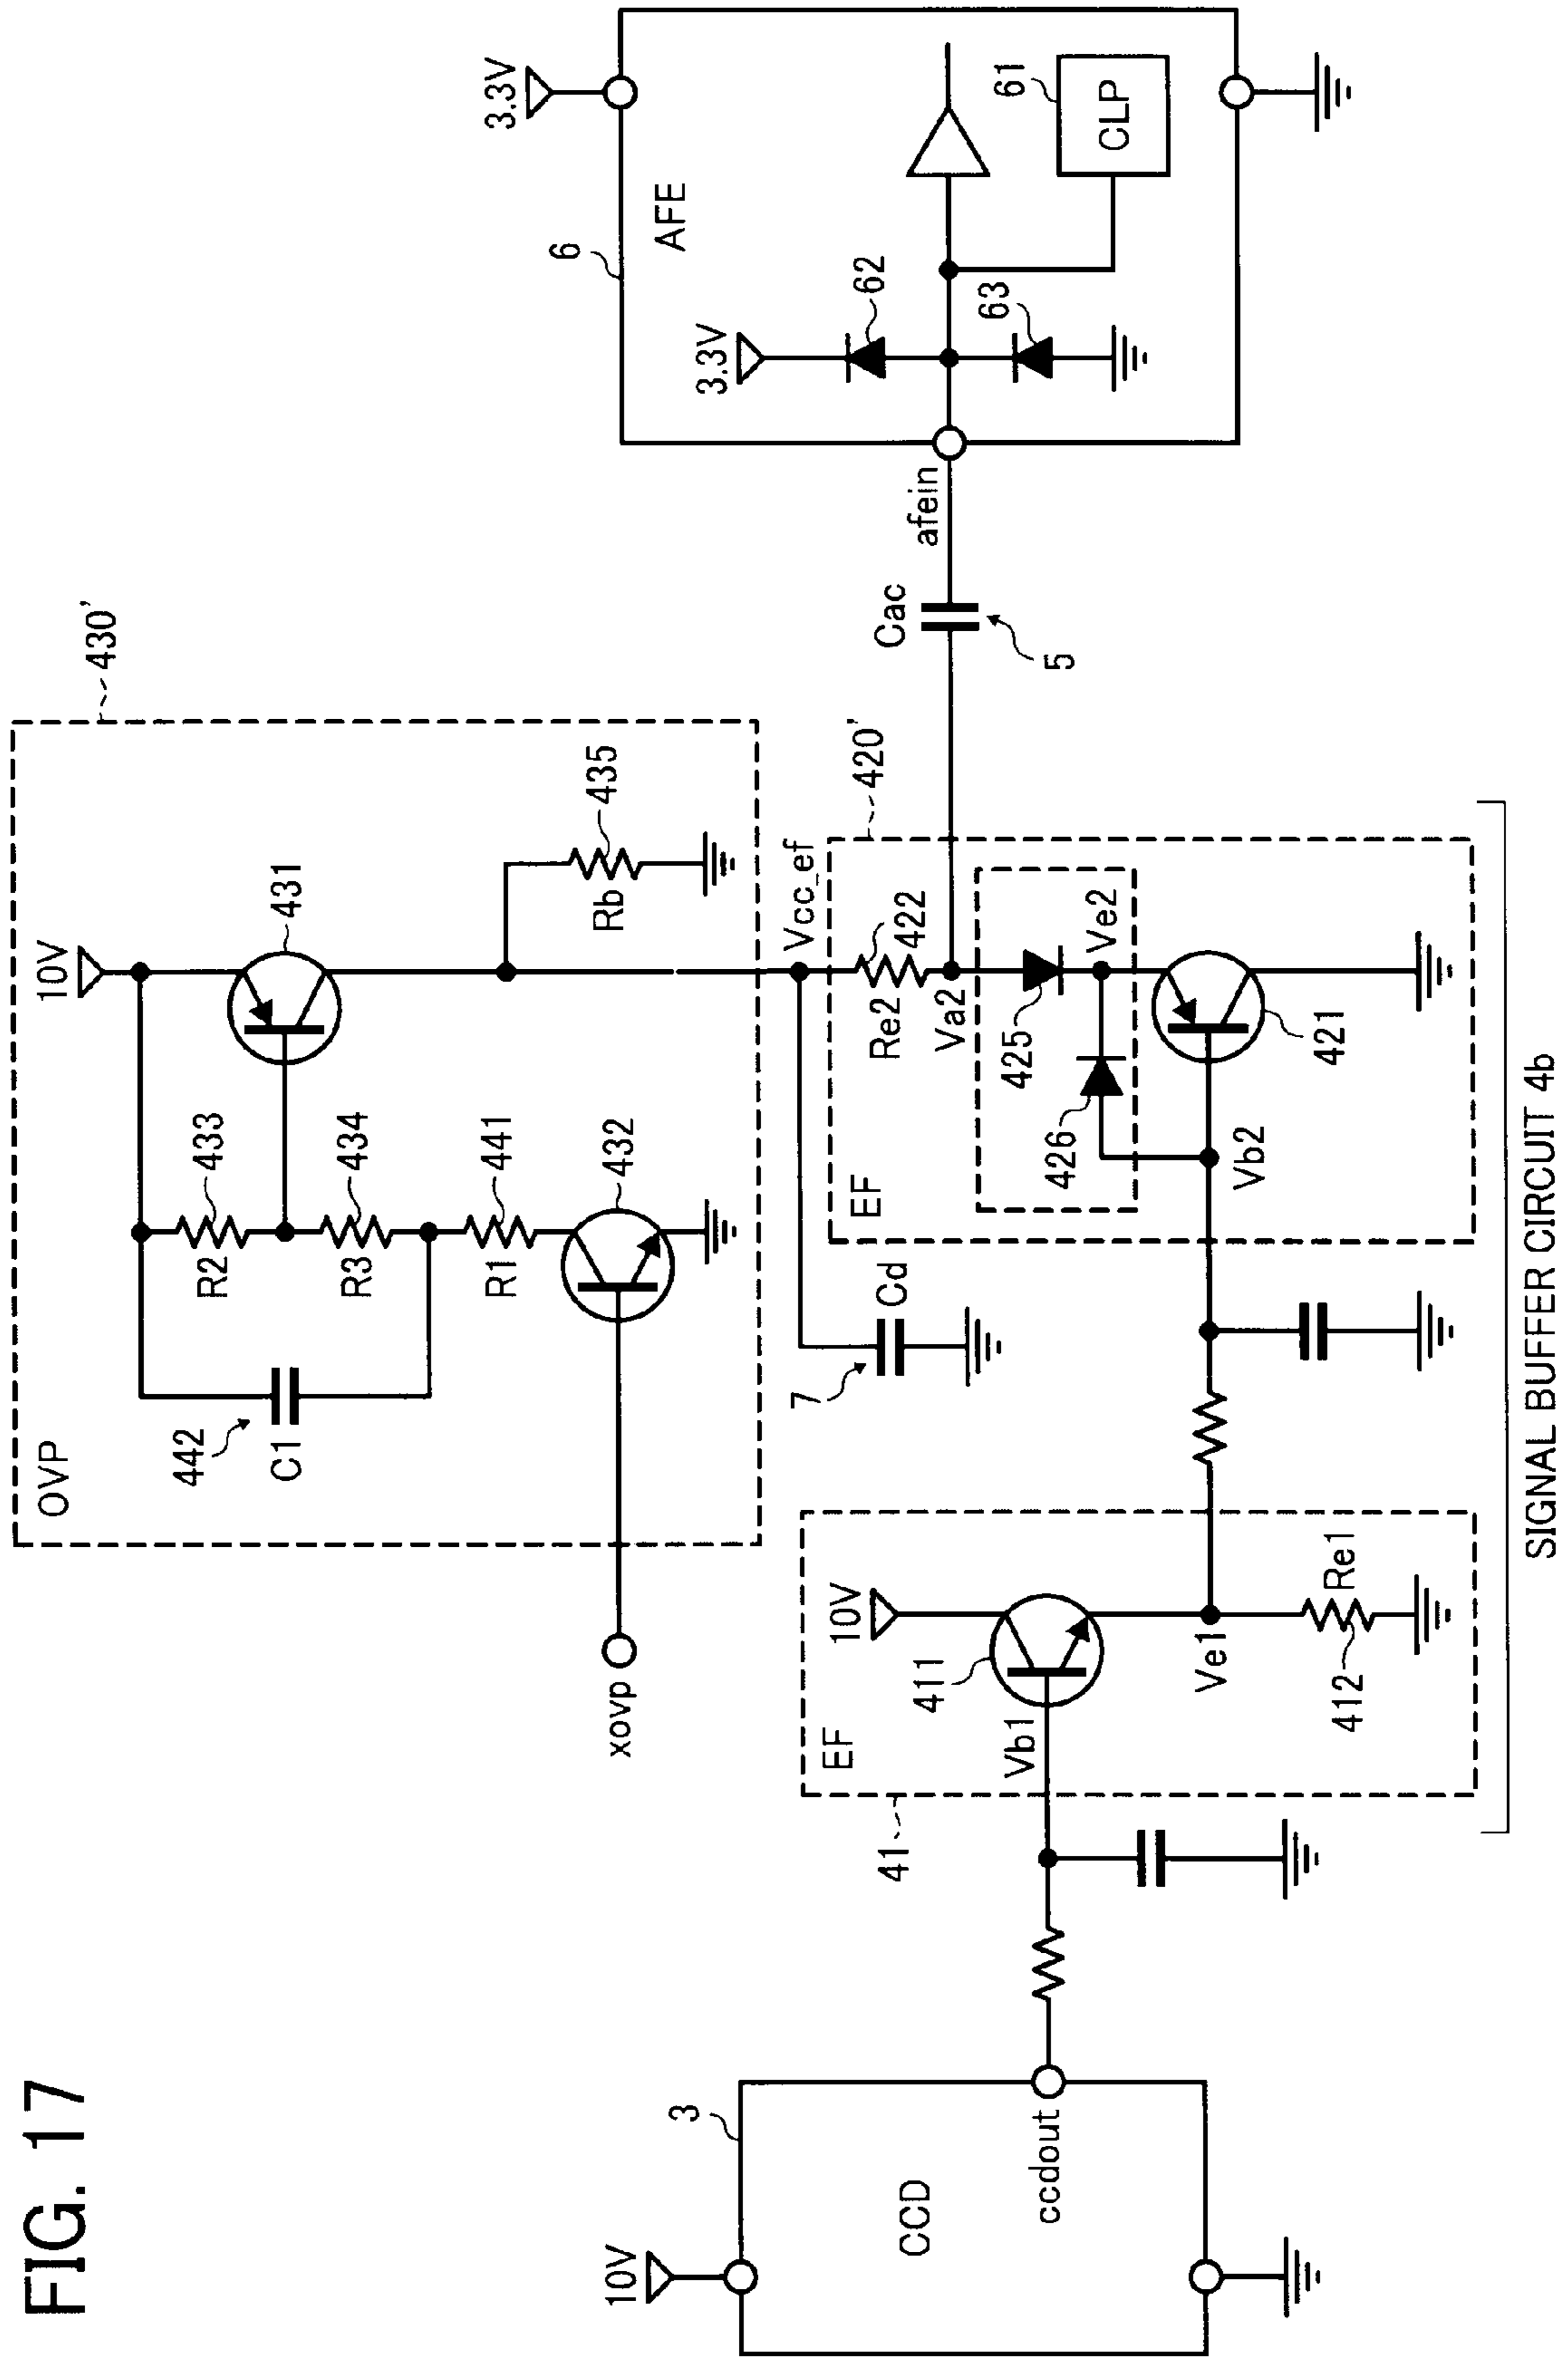 FIG. 17
OVP
442
C1
R2
433
R3
434
R1
441
432
10V
431
Rb
435
430'
xovp
7
Cd
Vcc_ef
EF
Re2
422
Va2
425
426
Ve2
Vb2
421
420'
10V
3
CCD
ccdout
41
EF
10V
411
Vb1
Ve1
412
Re1
SIGNAL BUFFER CIRCUIT 4b
Cac
5
afein
3.3V
6
AFE
3.3V
62
63
61
CLP